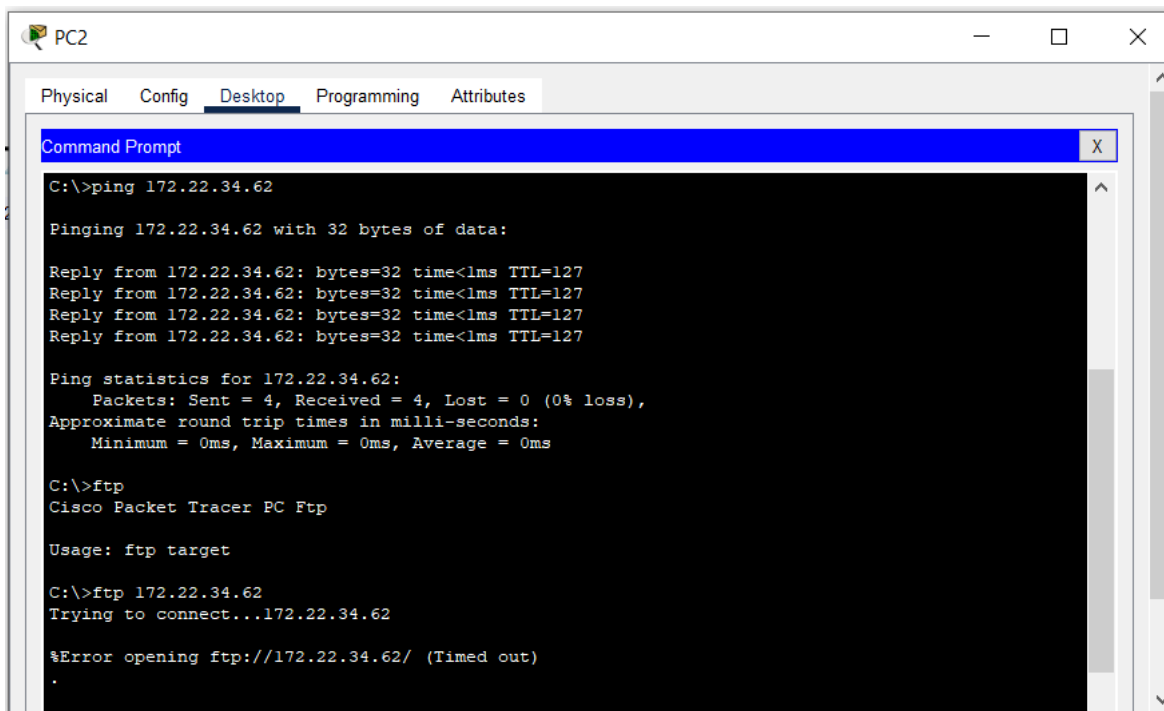 PC2
Physical Config Desktop Programming Attributes
Command Prompt
X
C:\>ping 172.22.34.62
Pinging 172.22.34.62 with 32 bytes of data:
Reply from 172.22.34.62: bytes=32 time<1ms TTL=127
Reply from 172.22.34.62: bytes=32 time<1ms TTL=127
Reply from 172.22.34.62: bytes=32 time<1ms TTL=127
Reply from 172.22.34.62: bytes=32 time<1ms TTL=127
Ping statistics for 172.22.34.62:
Packets: Sent = 4, Received = 4, Lost = 0 (0% loss),
Approximate round trip times in milli-seconds:
Minimum = 0ms, Maximum = 0ms, Average = 0ms
C:\>ftp
Cisco Packet Tracer PC Ftp
Usage: ftp target
C:\>ftp 172.22.34.62
Trying to connect...172.22.34.62
%Error opening ftp://172.22.34.62/ (Timed out)
.